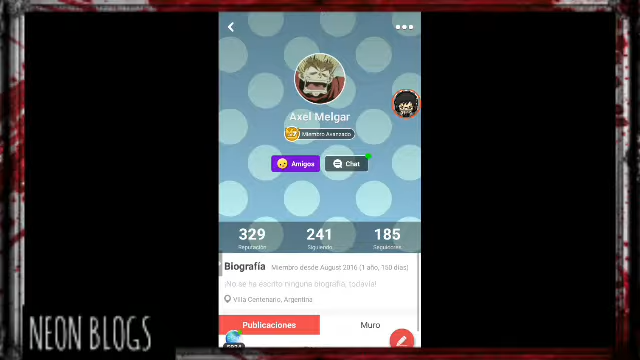 Axel Melgar
Miembro Avanzado
Amigos
Chat
329
241
185
Reputación
Siguiendo
Seguidores
Biografía
Miembro desde August 2016 (1 año, 150 días)
¡No se ha escrito ninguna biografía, todavía!
Villa Centenario, Argentina
Publicaciones
Muro
NEON BLOGS